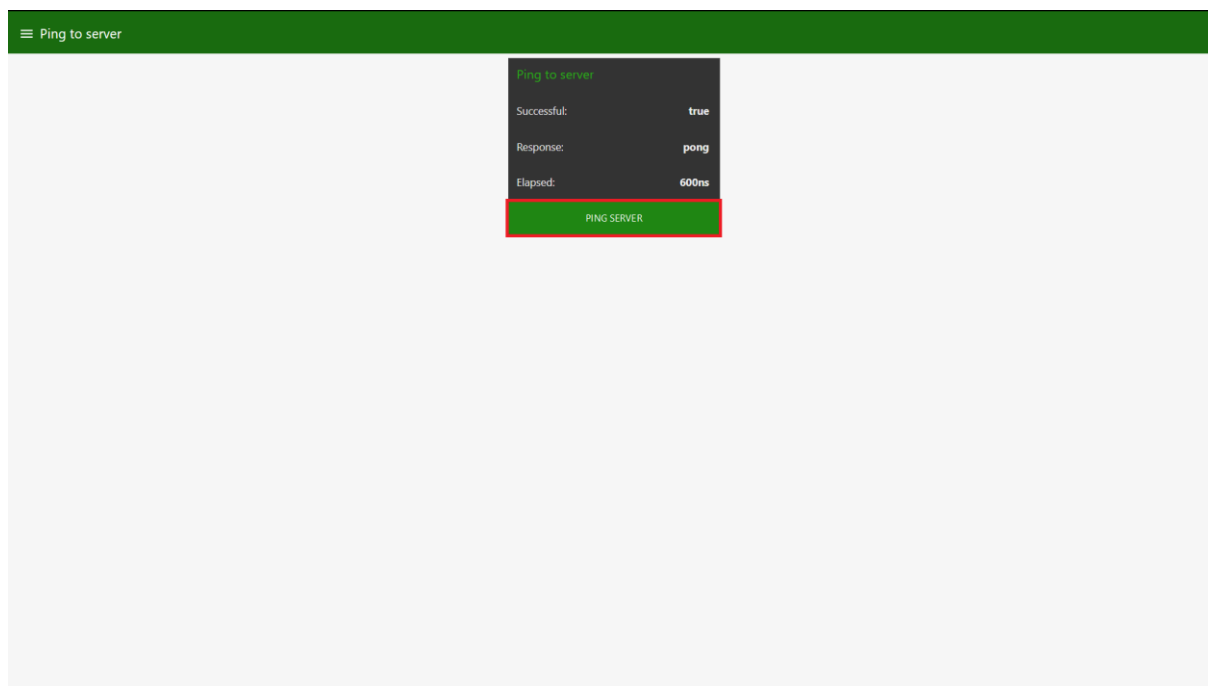 Ping to server
Ping to server
Successful: true
Response: pong
Elapsed: 600ns
PING SERVER